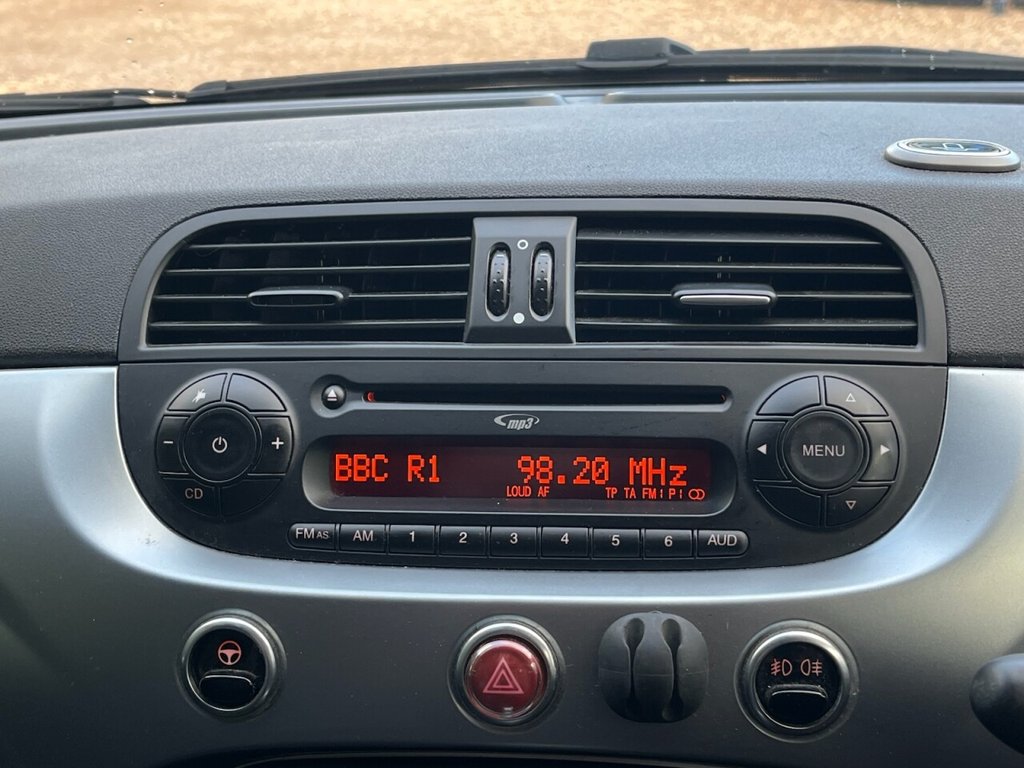 mp3
BBC R1 98.20 MHz
LOUD AF TP TA FM1 P1
MENU
CD
FM AS AM 1 2 3 4 5 6 AUD